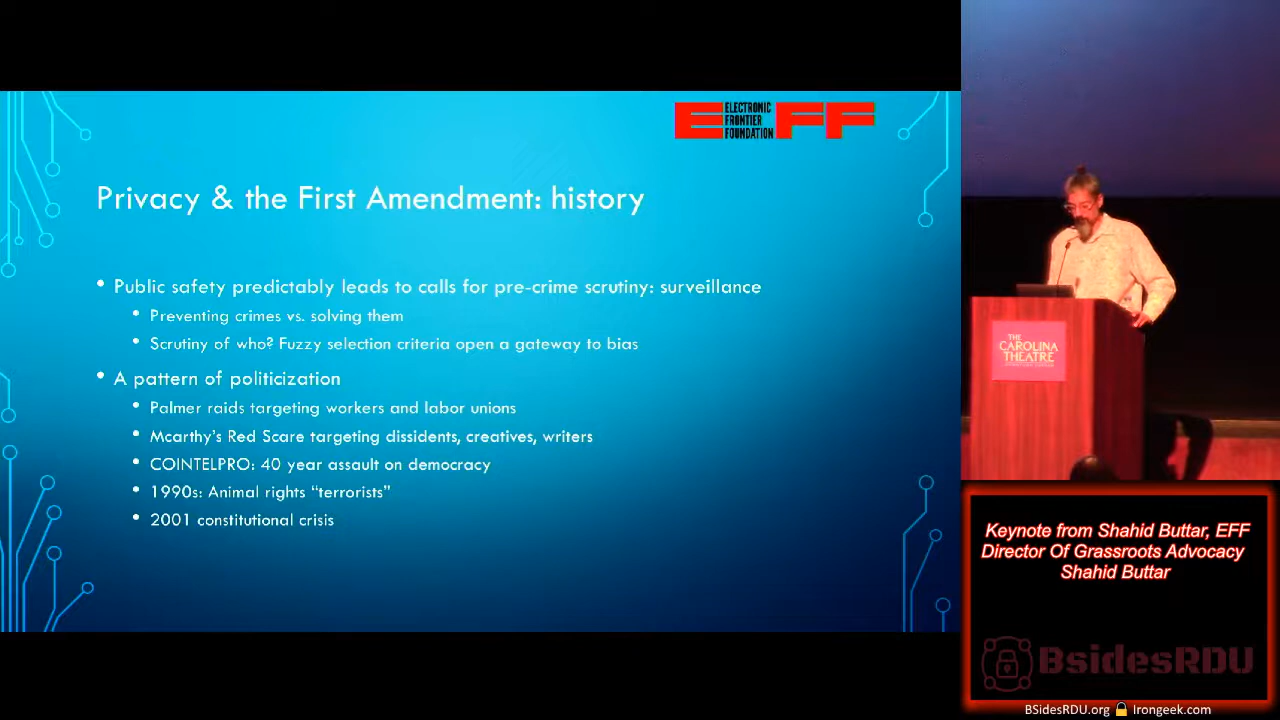 ELECTRONIC
FRONTIER
FOUNDATION
EFF
Privacy & the First Amendment: history
• Public safety predictably leads to calls for pre-crime scrutiny: surveillance
• Preventing crimes vs. solving them
• Scrutiny of who? Fuzzy selection criteria open a gateway to bias
• A pattern of politicization
• Palmer raids targeting workers and labor unions
• Mcarthy's Red Scare targeting dissidents, creatives, writers
• COINTELPRO: 40 year assault on democracy
• 1990s: Animal rights “terrorists”
• 2001 constitutional crisis
THE
CAROLINA
THEATRE
Keynote from Shahid Buttar, EFF
Director Of Grassroots Advocacy
Shahid Buttar
BsidesRDU
BSidesRDU.org Irongeek.com